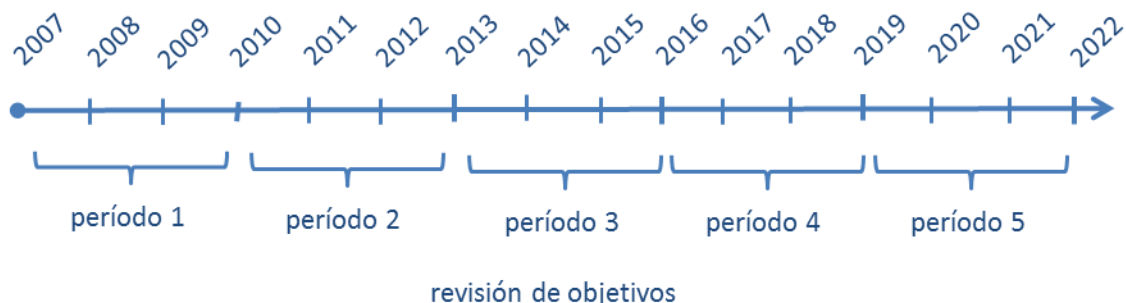 2007 2008 2009 2010 2011 2012 2013 2014 2015 2016 2017 2018 2019 2020 2021 2022
período 1 período 2 período 3 período 4 período 5
revisión de objetivos